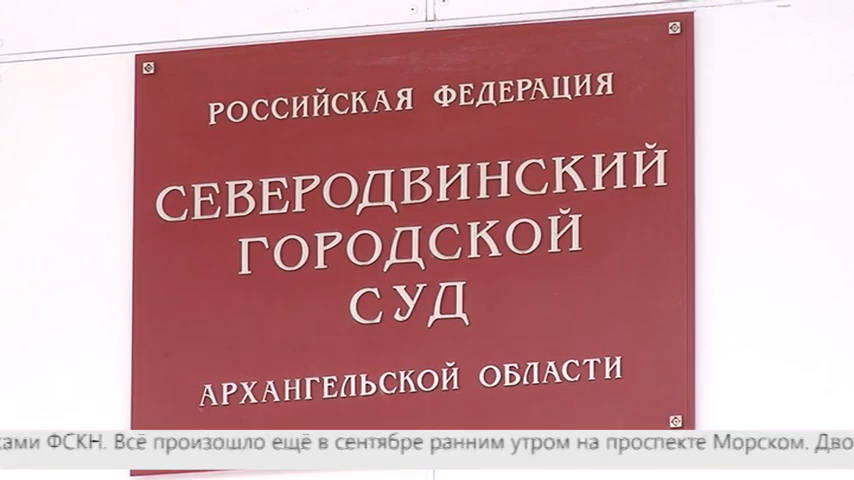 РОССИЙСКАЯ ФЕДЕРАЦИЯ
СЕВЕРОДВИНСКИЙ
ГОРОДСКОЙ
СУД
АРХАНГЕЛЬСКОЙ ОБЛАСТИ
ФСКН. Всё произошло ещё в сентябре ранним утром на проспекте Морском.